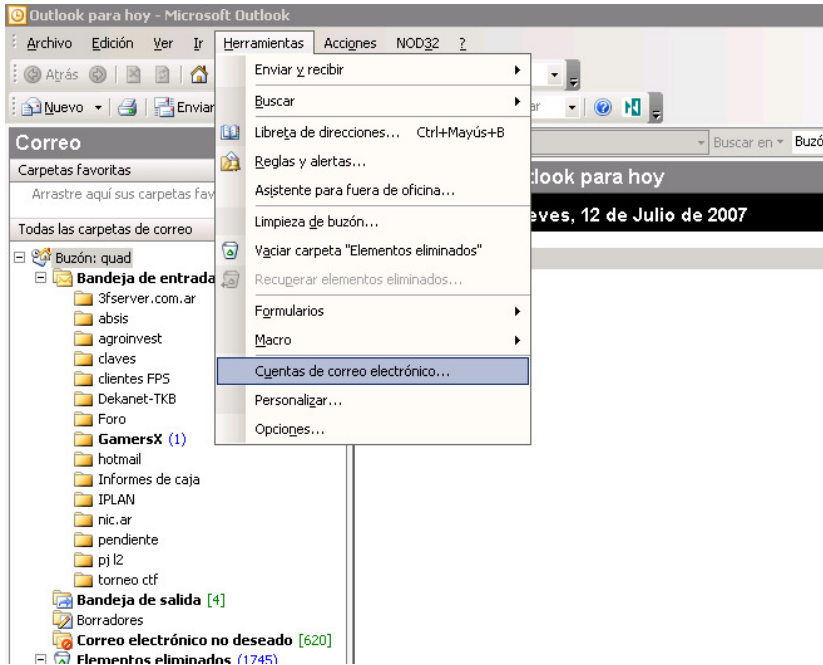 Outlook para hoy - Microsoft Outlook
Archivo Edición Ver Ir Herramientas Acciones NOD32 ?
Atrás
Nuevo Enviar
Enviar y recibir
Buscar
Libreta de direcciones... Ctrl+Mayús+B
Reglas y alertas...
Asistente para fuera de oficina...
Limpieza de buzón...
Vaciar carpeta "Elementos eliminados"
Recuperar elementos eliminados...
Formularios
Macro
Cuentas de correo electrónico...
Personalizar...
Opciones...
Buscar en Buzó
tlook para hoy
eves, 12 de Julio de 2007
Correo
Carpetas favoritas
Arrastre aquí sus carpetas fav
Todas las carpetas de correo
Buzón: quad
Bandeja de entrada
3fserver.com.ar
absis
agroinvest
claves
clientes FPS
Dekanet-TKB
Foro
GamersX (1)
hotmail
Informes de caja
IPLAN
nic.ar
pendiente
pj l2
torneo ctf
Bandeja de salida [4]
Borradores
Correo electrónico no deseado [620]
Elementos eliminados (1745)